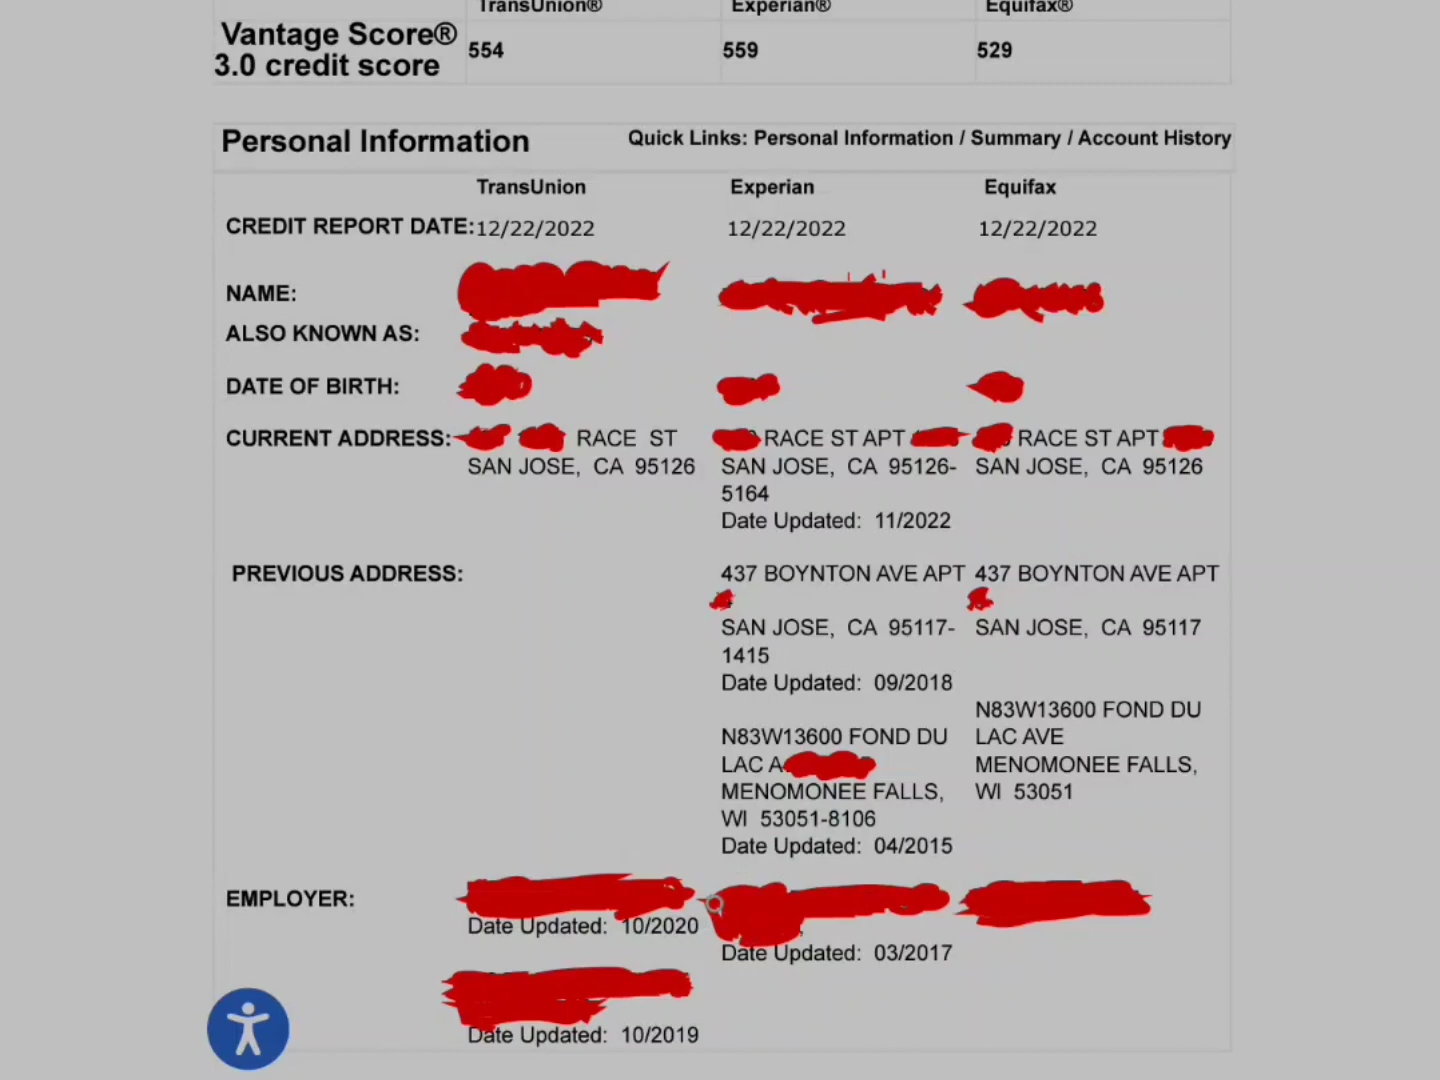 TransUnion® Experian® Equifax®
Vantage Score®
3.0 credit score 554 559 529
Personal Information Quick Links: Personal Information / Summary / Account History
TransUnion Experian Equifax
CREDIT REPORT DATE: 12/22/2022 12/22/2022 12/22/2022
NAME:
ALSO KNOWN AS:
DATE OF BIRTH:
CURRENT ADDRESS: RACE ST RACE ST APT RACE ST APT
SAN JOSE, CA 95126 SAN JOSE, CA 95126- SAN JOSE, CA 95126
5164
Date Updated: 11/2022
PREVIOUS ADDRESS: 437 BOYNTON AVE APT 437 BOYNTON AVE APT
SAN JOSE, CA 95117- SAN JOSE, CA 95117
1415
Date Updated: 09/2018
N83W13600 FOND DU
N83W13600 FOND DU LAC AVE
LAC A MENOMONEE FALLS,
MENOMONEE FALLS, WI 53051
WI 53051-8106
Date Updated: 04/2015
EMPLOYER:
Date Updated: 10/2020
Date Updated: 03/2017
Date Updated: 10/2019